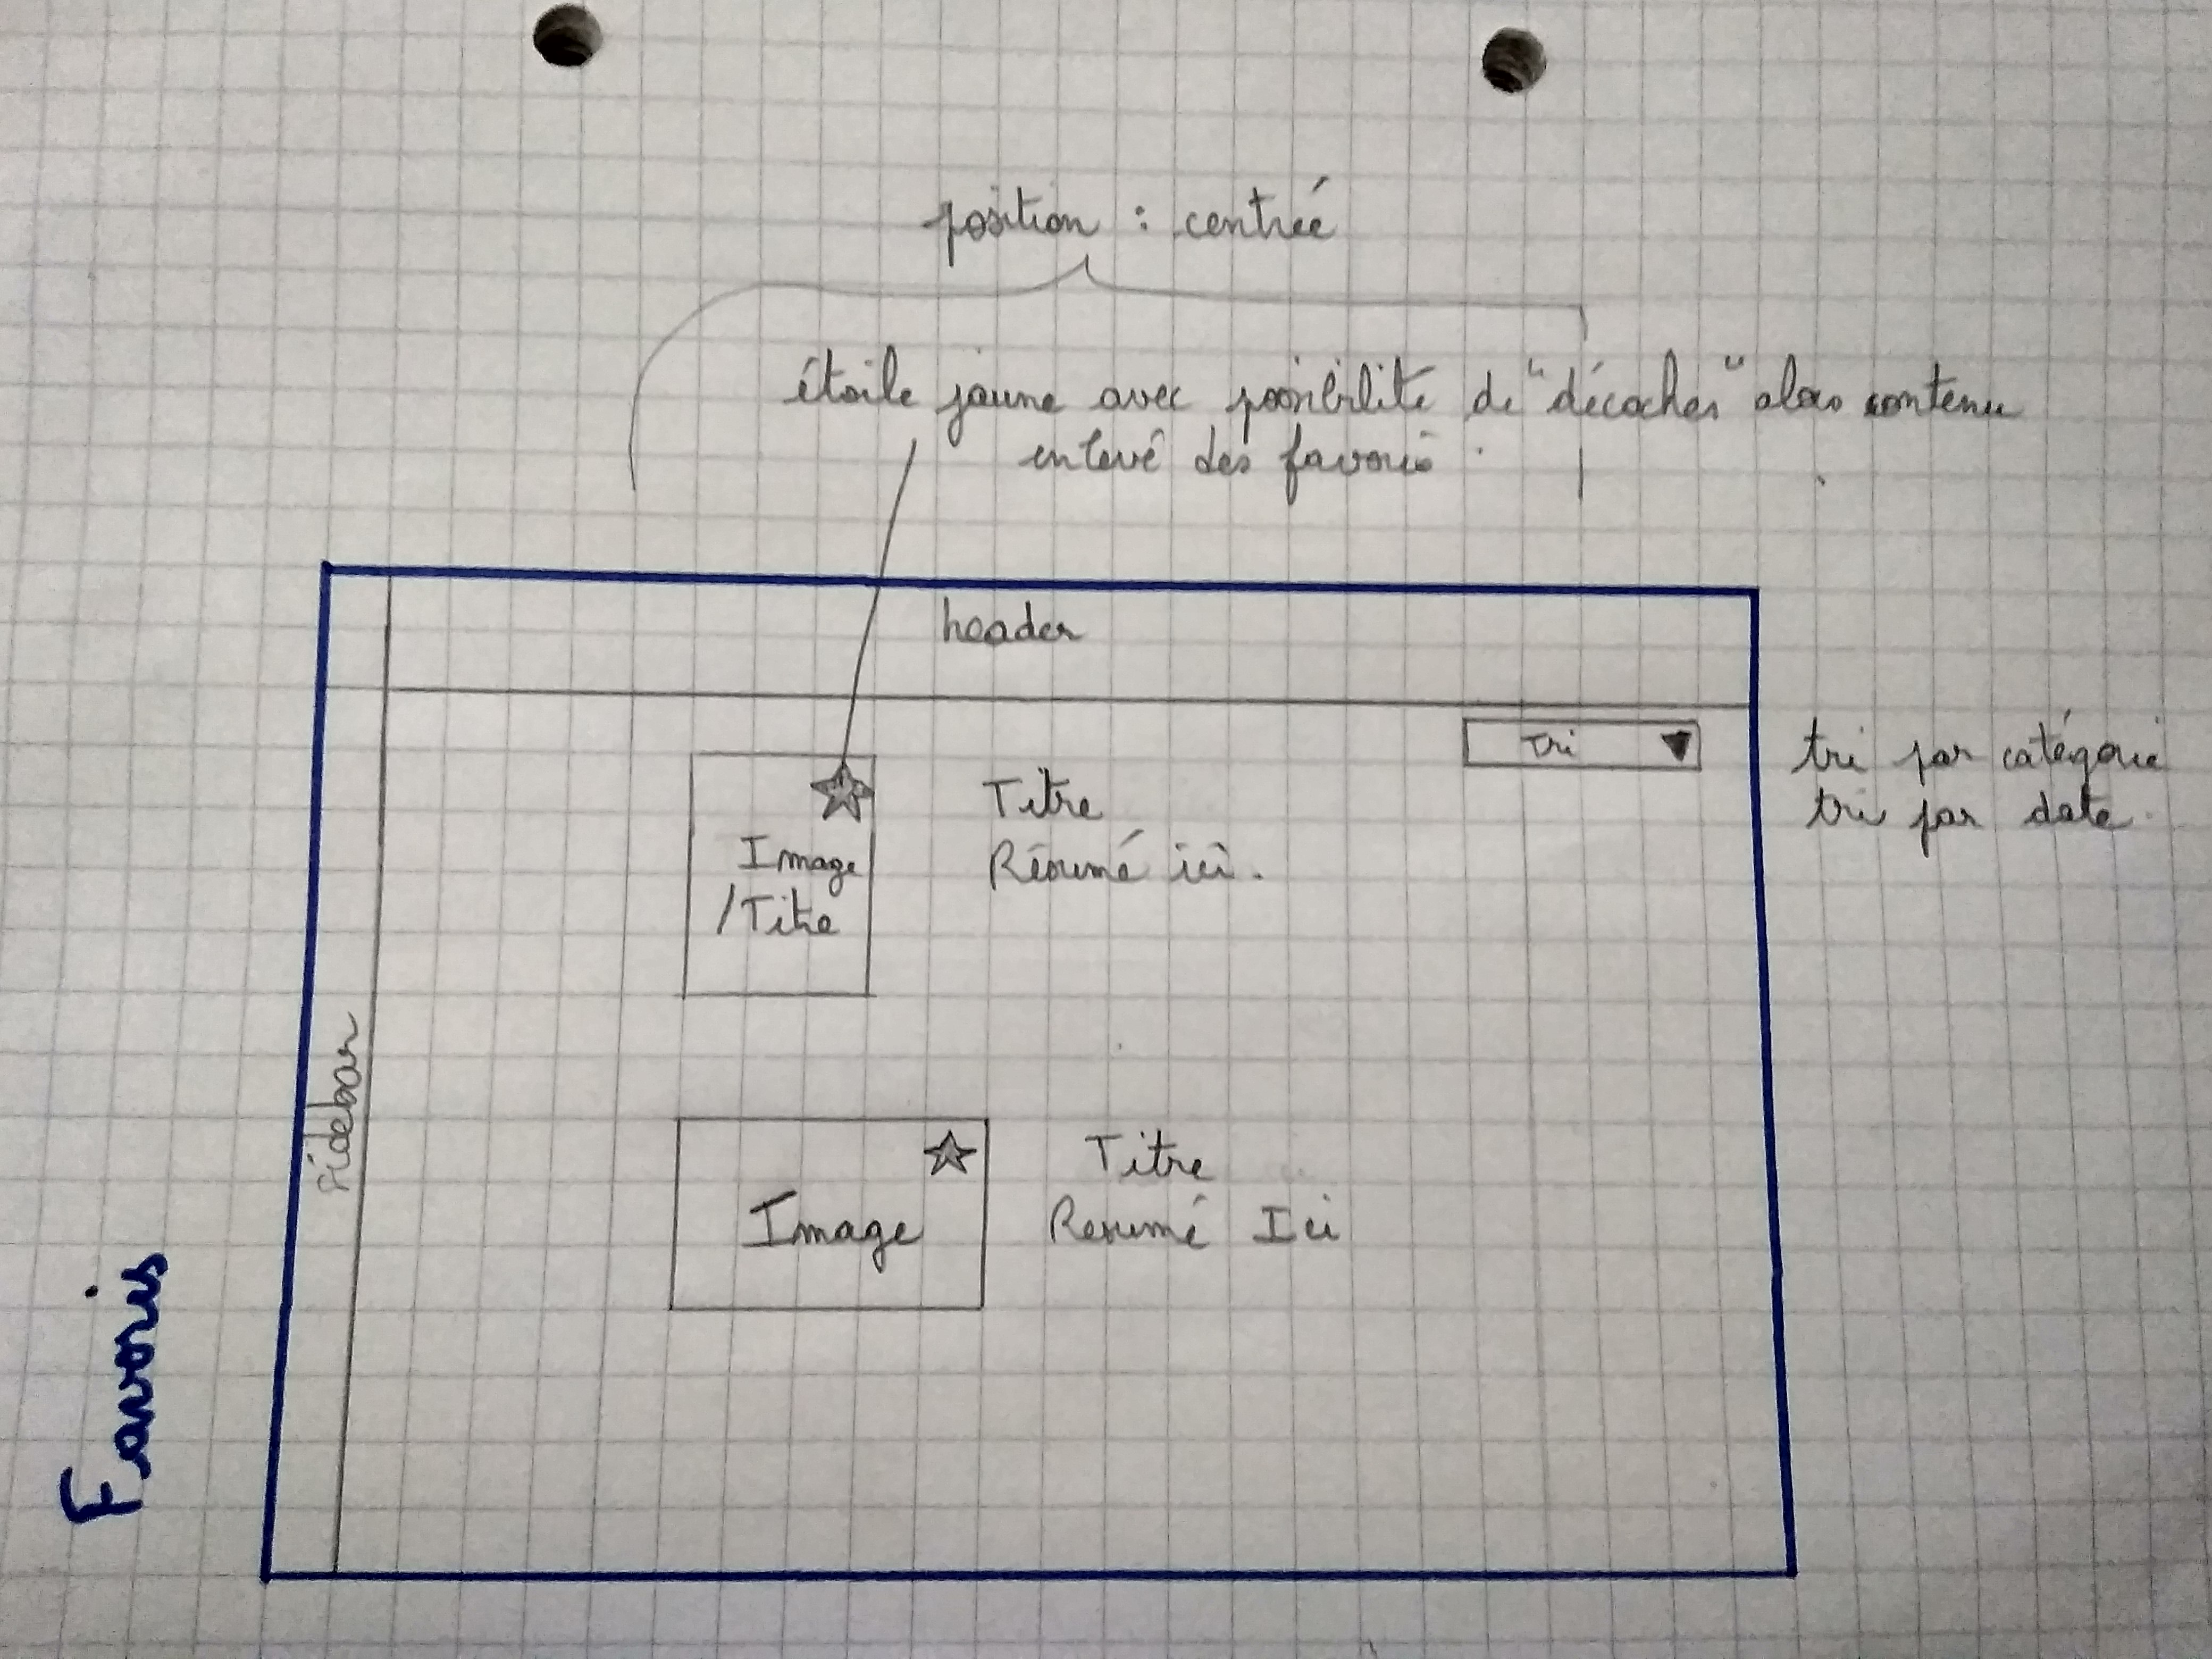 position : centrée
étoile jaune avec possibilité de "décocher" alors contenu
enlevé des favoris.
header
Tri
tri par catégorie
tri par date.
Titre
Résumé ici.
Image
/Titre
sidebar
Titre
Resumé Ici
Image
Favoris